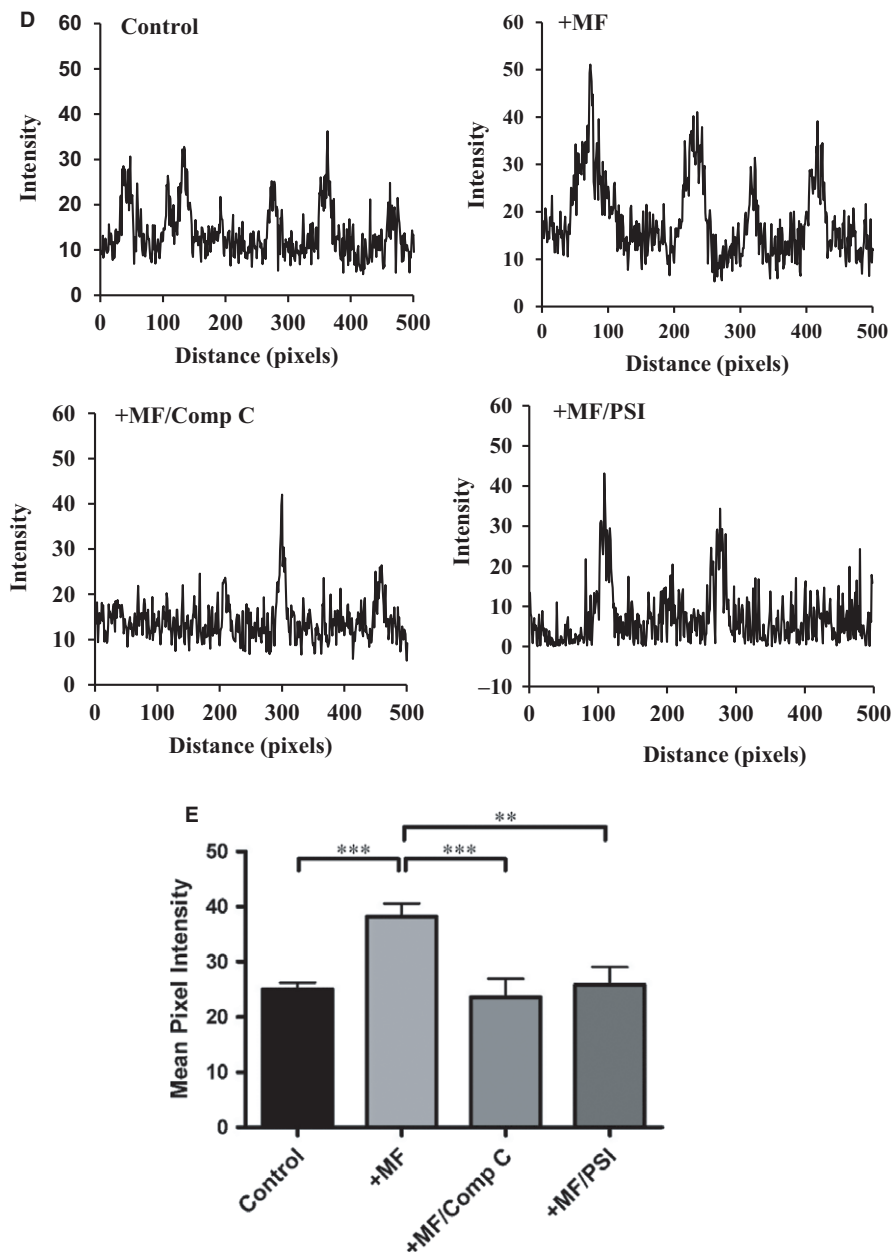 D
Control
60
50
40
30
20
10
0
Intensity
0 100 200 300 400 500
Distance (pixels)
+MF
60
50
40
30
20
10
0
Intensity
0 100 200 300 400 500
Distance (pixels)
+MF/Comp C
60
50
40
30
20
10
0
Intensity
0 100 200 300 400 500
Distance (pixels)
+MF/PSI
60
50
40
30
20
10
0
–10
Intensity
0 100 200 300 400 500
Distance (pixels)
E
**
*** ***
50
40
30
20
10
0
Mean Pixel Intensity
Control
+MF
+MF/Comp C
+MF/PSI